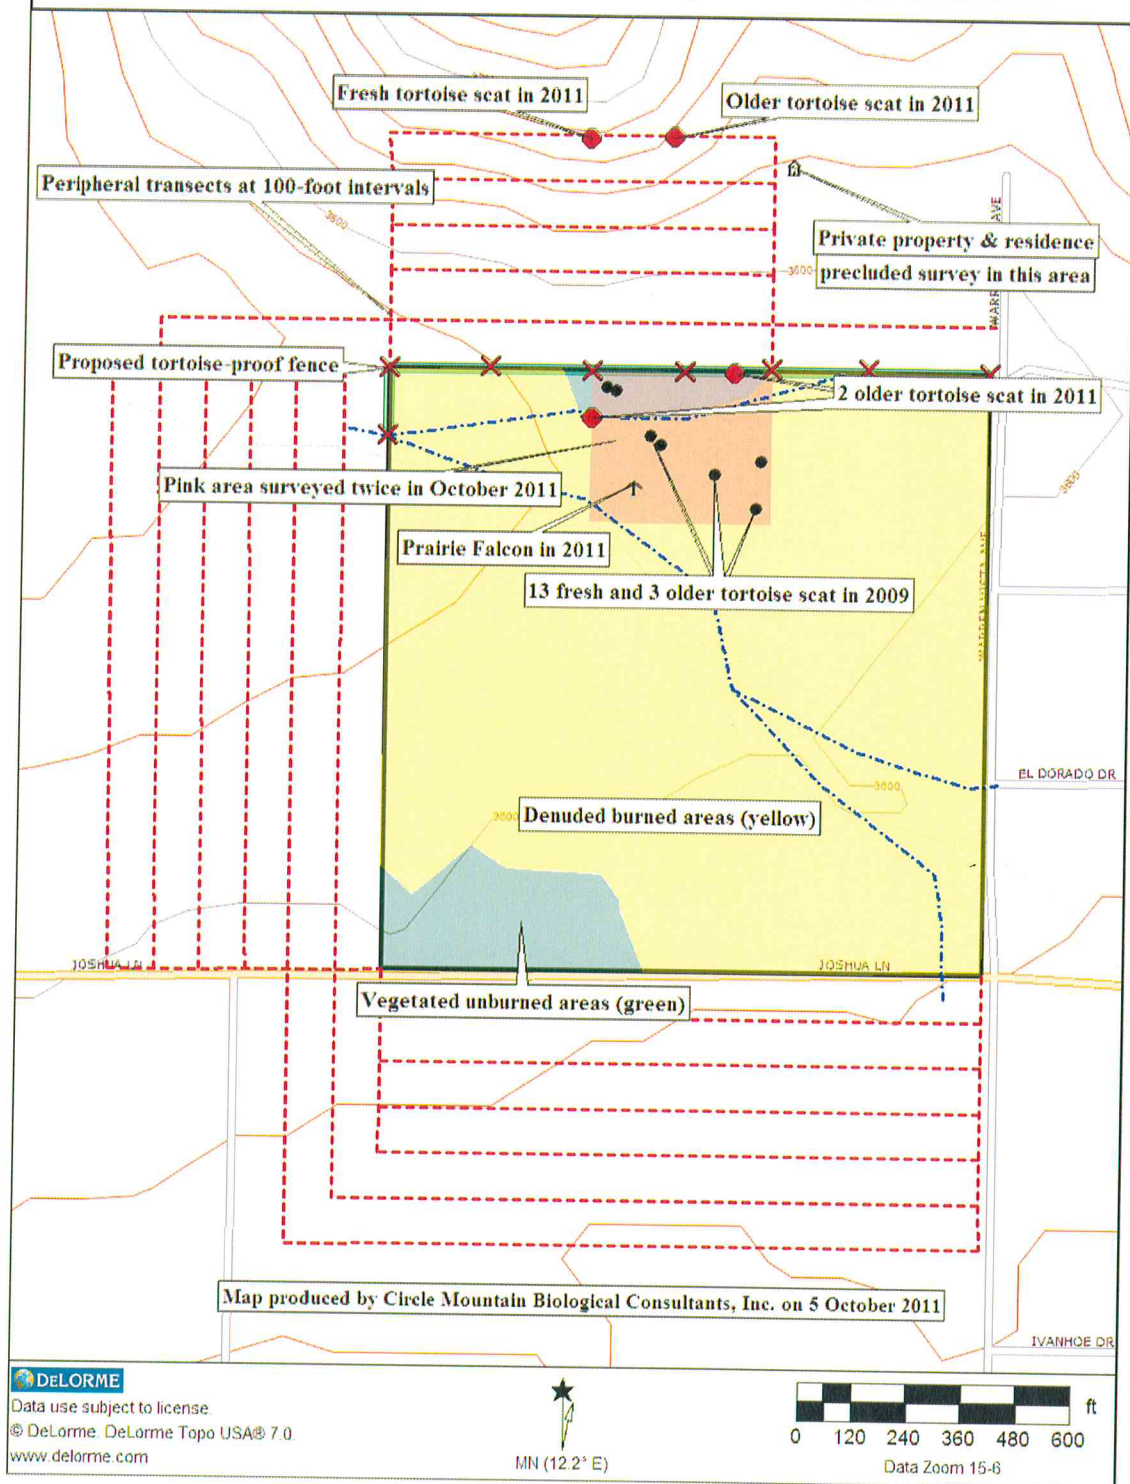 Fresh tortoise scat in 2011
Older tortoise scat in 2011
Peripheral transects at 100-foot intervals
3600
Private property & residence
3600
precluded survey in this area
Proposed tortoise-proof fence
2 older tortoise scat in 2011
3600
Pink area surveyed twice in October 2011
Prairie Falcon in 2011
13 fresh and 3 older tortoise scat in 2009
EL DORADO DR
3600
3600
Denuded burned areas (yellow)
JOSHUA LN
JOSHUA LN
Vegetated unburned areas (green)
Map produced by Circle Mountain Biological Consultants, Inc. on 5 October 2011
IVANHOE DR
DELORME
Data use subject to license.
© DeLorme. DeLorme Topo USA® 7.0.
www.delorme.com
MN (12.2° E)
ft
0 120 240 360 480 600
Data Zoom 15-6